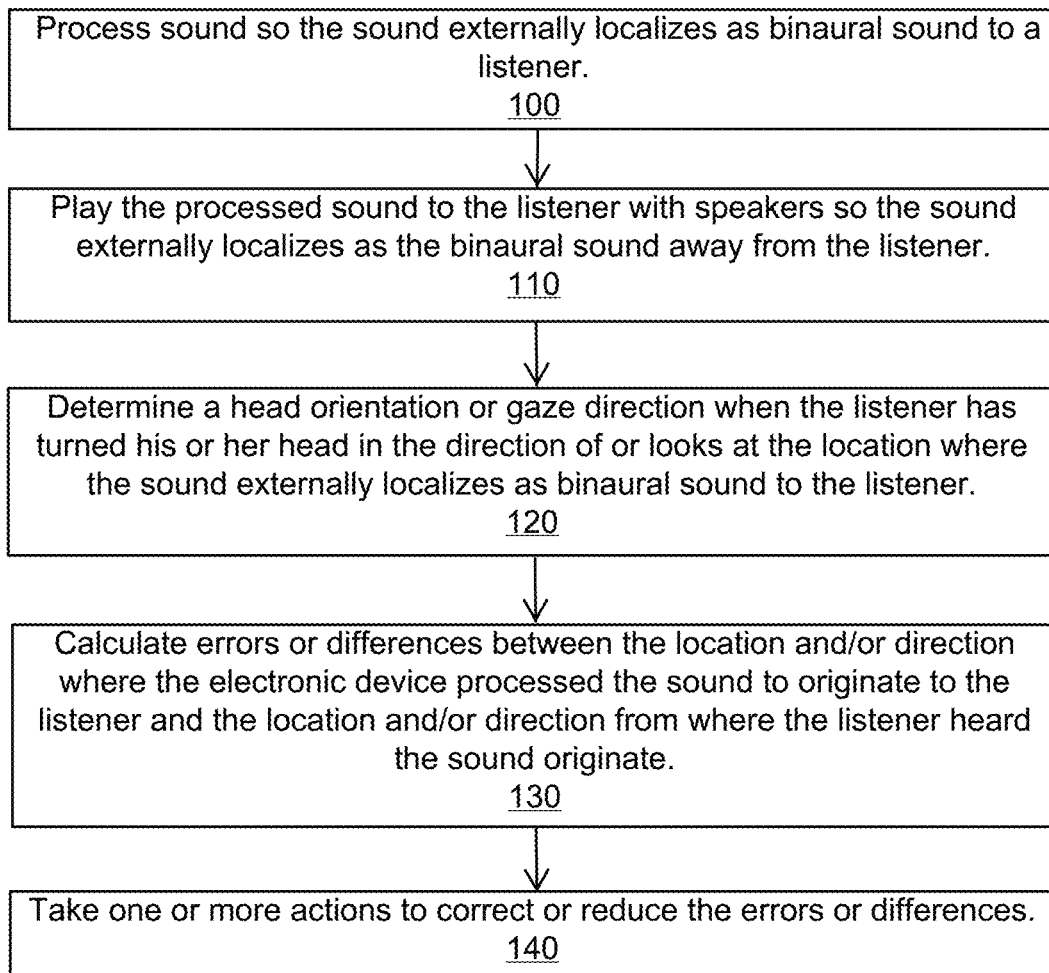 Process sound so the sound externally localizes as binaural sound to a
listener.
100
Play the processed sound to the listener with speakers so the sound
externally localizes as the binaural sound away from the listener.
110
Determine a head orientation or gaze direction when the listener has
turned his or her head in the direction of or looks at the location where
the sound externally localizes as binaural sound to the listener.
120
Calculate errors or differences between the location and/or direction
where the electronic device processed the sound to originate to the
listener and the location and/or direction from where the listener heard
the sound originate.
130
Take one or more actions to correct or reduce the errors or differences.
140